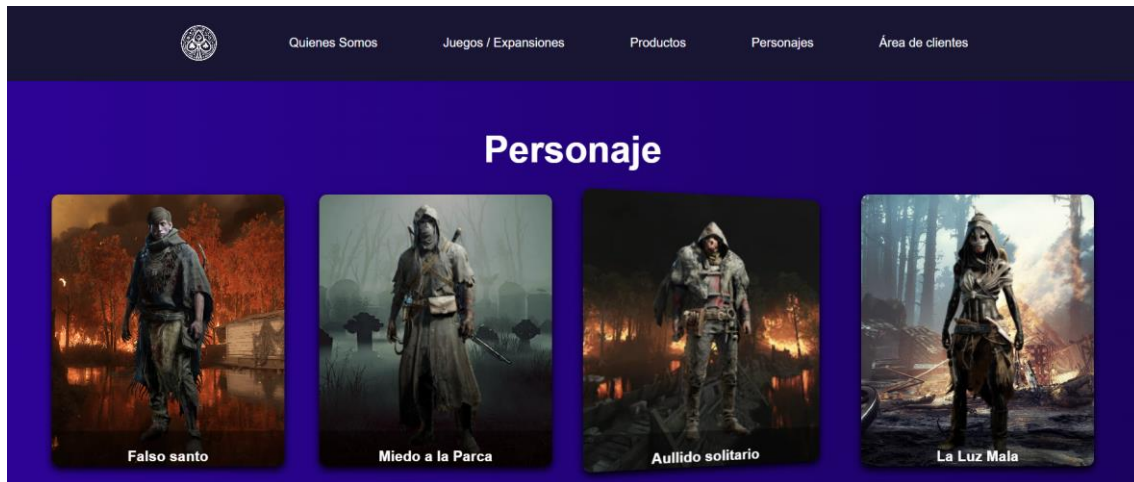 Quienes Somos Juegos / Expansiones Productos Personajes Área de clientes
Personaje
Falso santo Miedo a la Parca Aullido solitario La Luz Mala